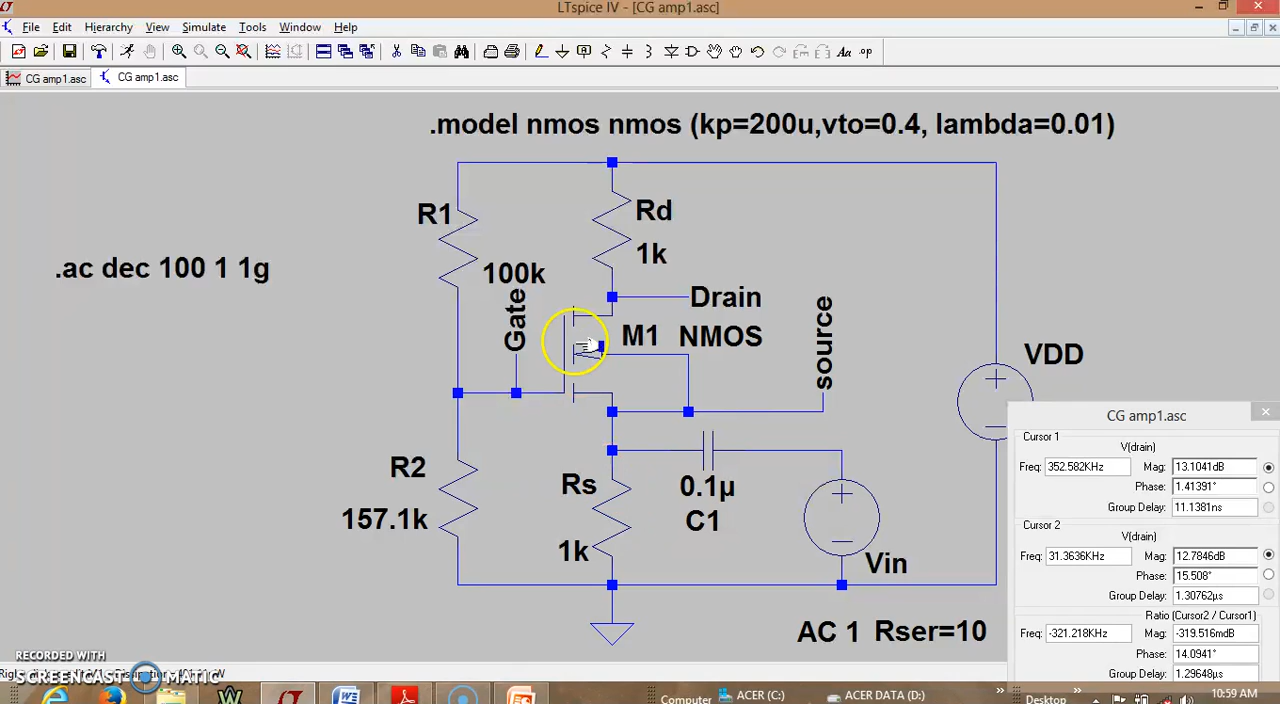 LTspice IV - [CG amp1.asc]
File Edit Hierarchy View Simulate Tools Window Help
CG amp1.asc
CG amp1.asc
.model nmos nmos (kp=200u,vto=0.4, lambda=0.01)
.ac dec 100 1 1g
R1
100k
Rd
1k
Gate
Drain
M1
NMOS
source
VDD
R2
157.1k
Rs
1k
0.1µ
C1
Vin
AC 1 Rser=10
CG amp1.asc
Cursor 1
V(drain)
Freq: 352.582KHz Mag: 13.1041dB
Phase: 1.41391°
Group Delay: 11.1381ns
Cursor 2
V(drain)
Freq: 31.3636KHz Mag: 12.7846dB
Phase: 15.508°
Group Delay: 1.30762µs
Ratio (Cursor2 / Cursor1)
Freq: -321.218KHz Mag: -319.516mdB
Phase: 14.0941°
Group Delay: 1.29648µs
RECORDED WITH
SCREENCAST MATIC
Computer ACER (C:) ACER DATA (D:) Desktop 10:59 AM